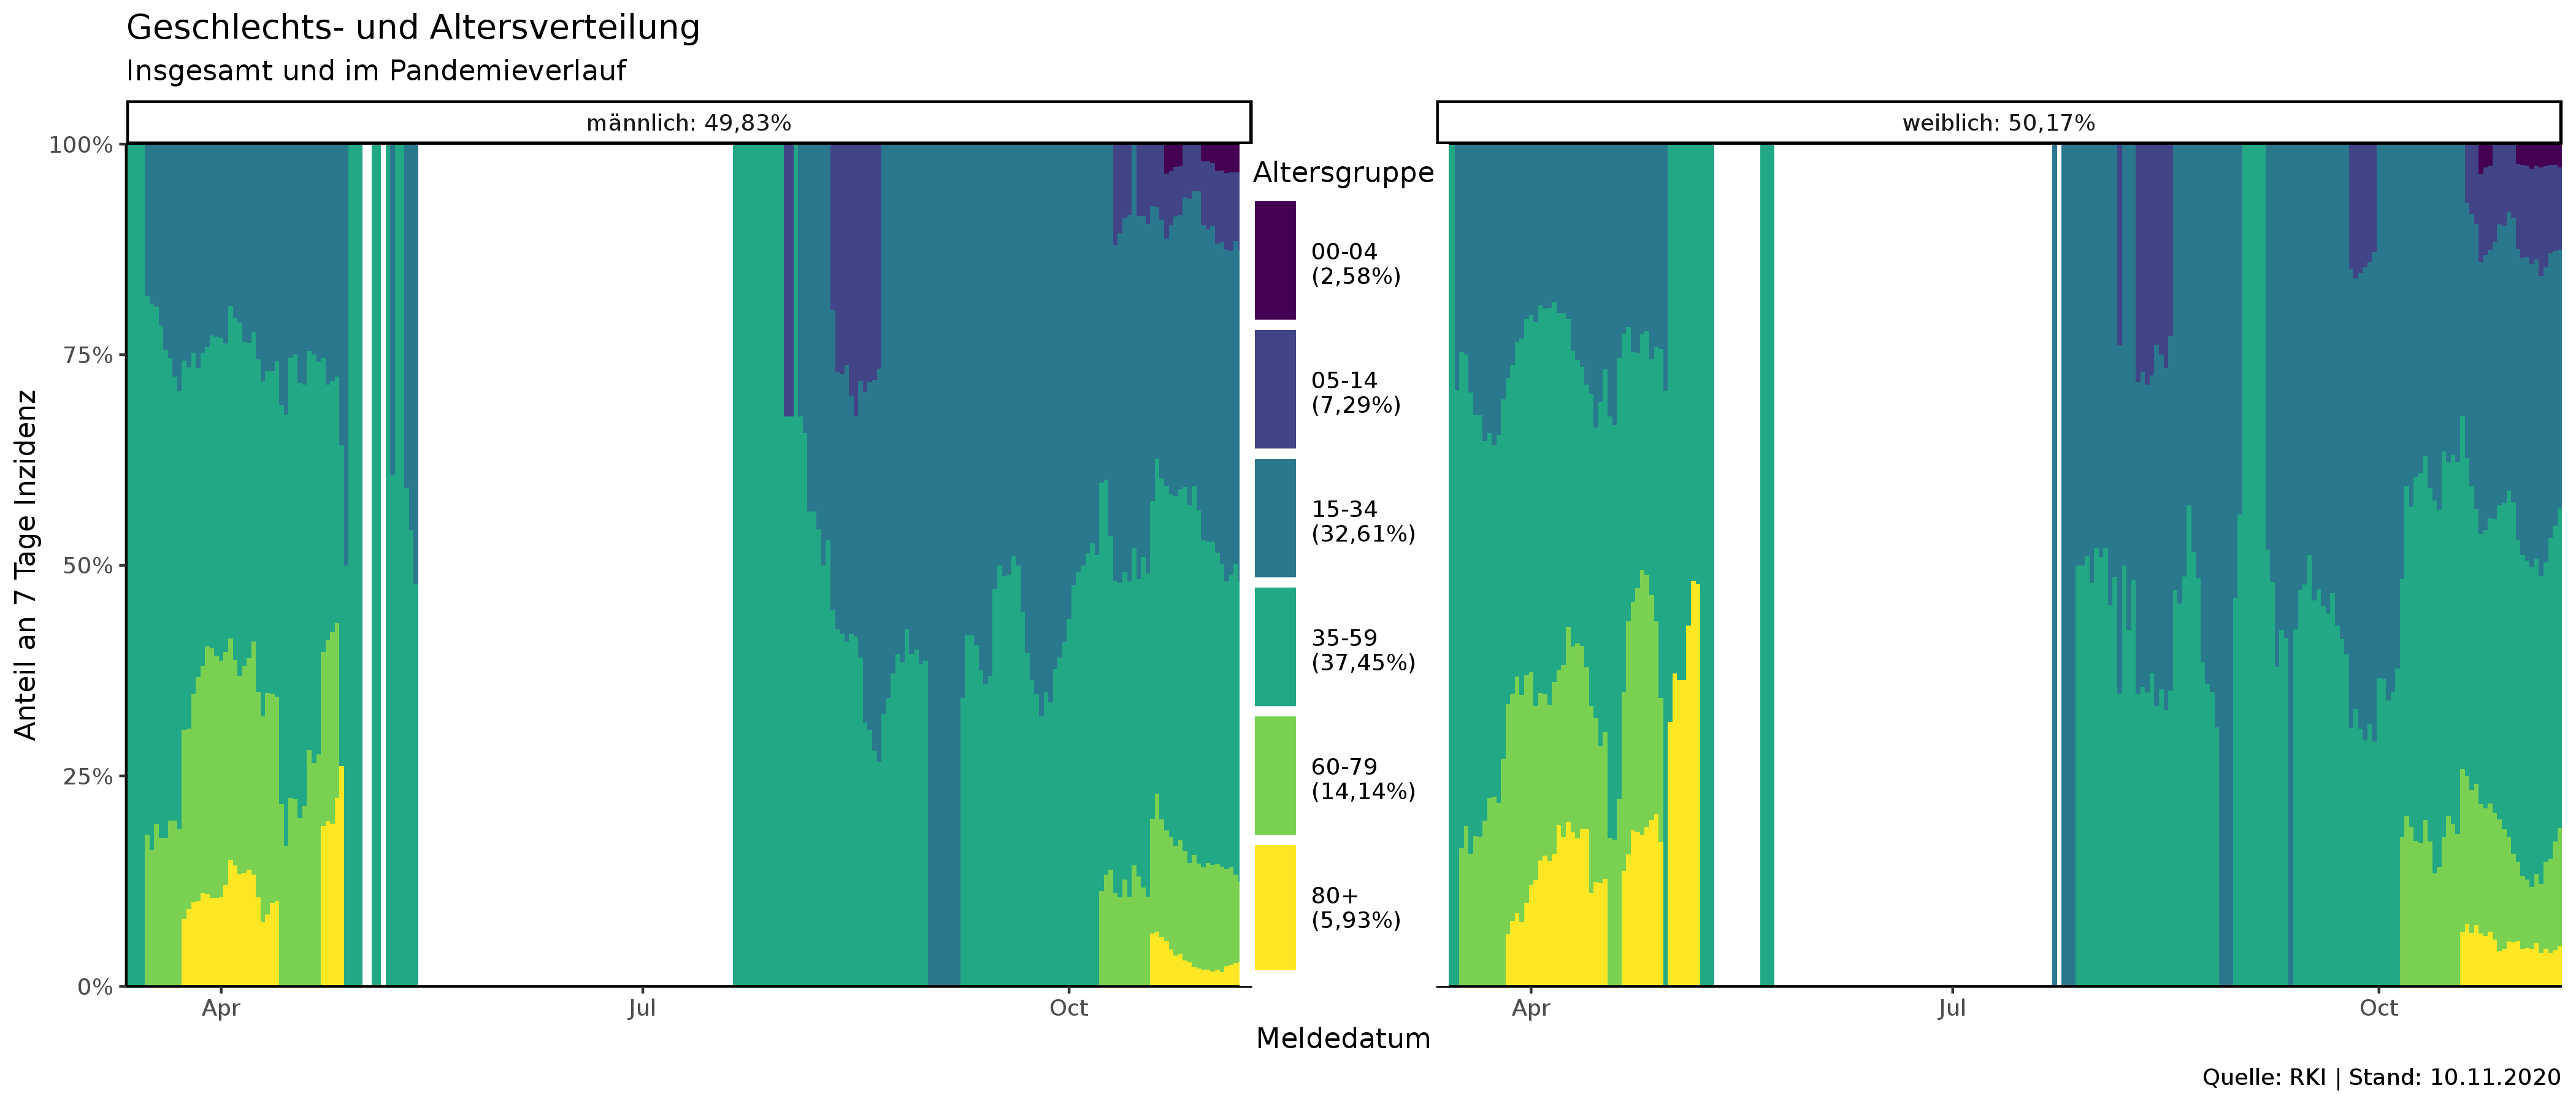 Geschlechts- und Altersverteilung
Insgesamt und im Pandemieverlauf
männlich: 49,83%
weiblich: 50,17%
Anteil an 7 Tage Inzidenz
100%
75%
50%
25%
0%
Altersgruppe
00-04
(2,58%)
05-14
(7,29%)
15-34
(32,61%)
35-59
(37,45%)
60-79
(14,14%)
80+
(5,93%)
Apr
Jul
Oct
Apr
Jul
Oct
Meldedatum
Quelle: RKI | Stand: 10.11.2020